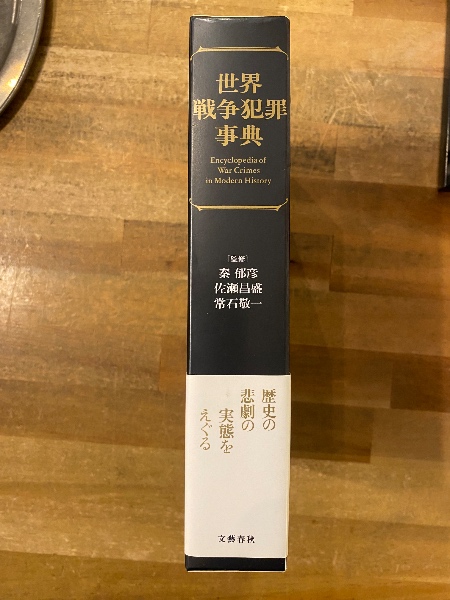 世界
戦争犯罪
事典
Encyclopedia of
War Crimes
in Modern History
[監修]
秦 郁彦
佐瀬昌盛
常石敬一
歴史の
悲劇の
実態を
えぐる
文藝春秋